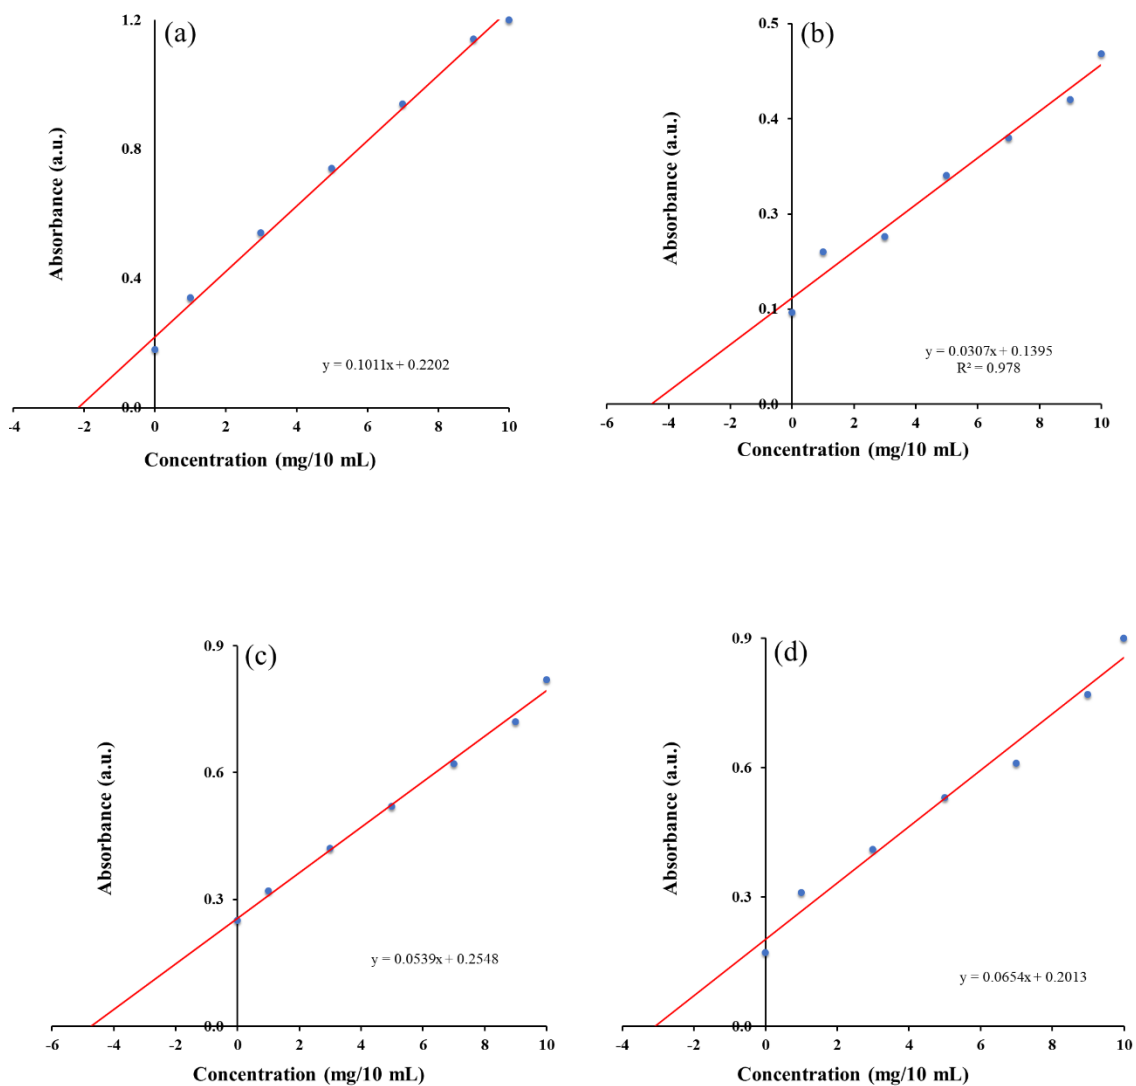 (a)
1.2
0.8
0.4
0.0
Absorbance (a.u.)
y = 0.1011x + 0.2202
-4 -2 0 2 4 6 8 10
Concentration (mg/10 mL)
(b)
0.5
0.4
0.3
0.1
0.0
Absorbance (a.u.)
y = 0.0307x + 0.1395
R² = 0.978
-6 -4 -2 0 2 4 6 8 10
Concentration (mg/10 mL)
(c)
0.9
0.6
0.3
0.0
Absorbance (a.u.)
y = 0.0539x + 0.2548
-6 -4 -2 0 2 4 6 8 10
Concentration (mg/10 mL)
(d)
0.9
0.6
0.3
0.0
Absorbance (a.u.)
y = 0.0654x + 0.2013
-4 -2 0 2 4 6 8 10
Concentration (mg/10 mL)